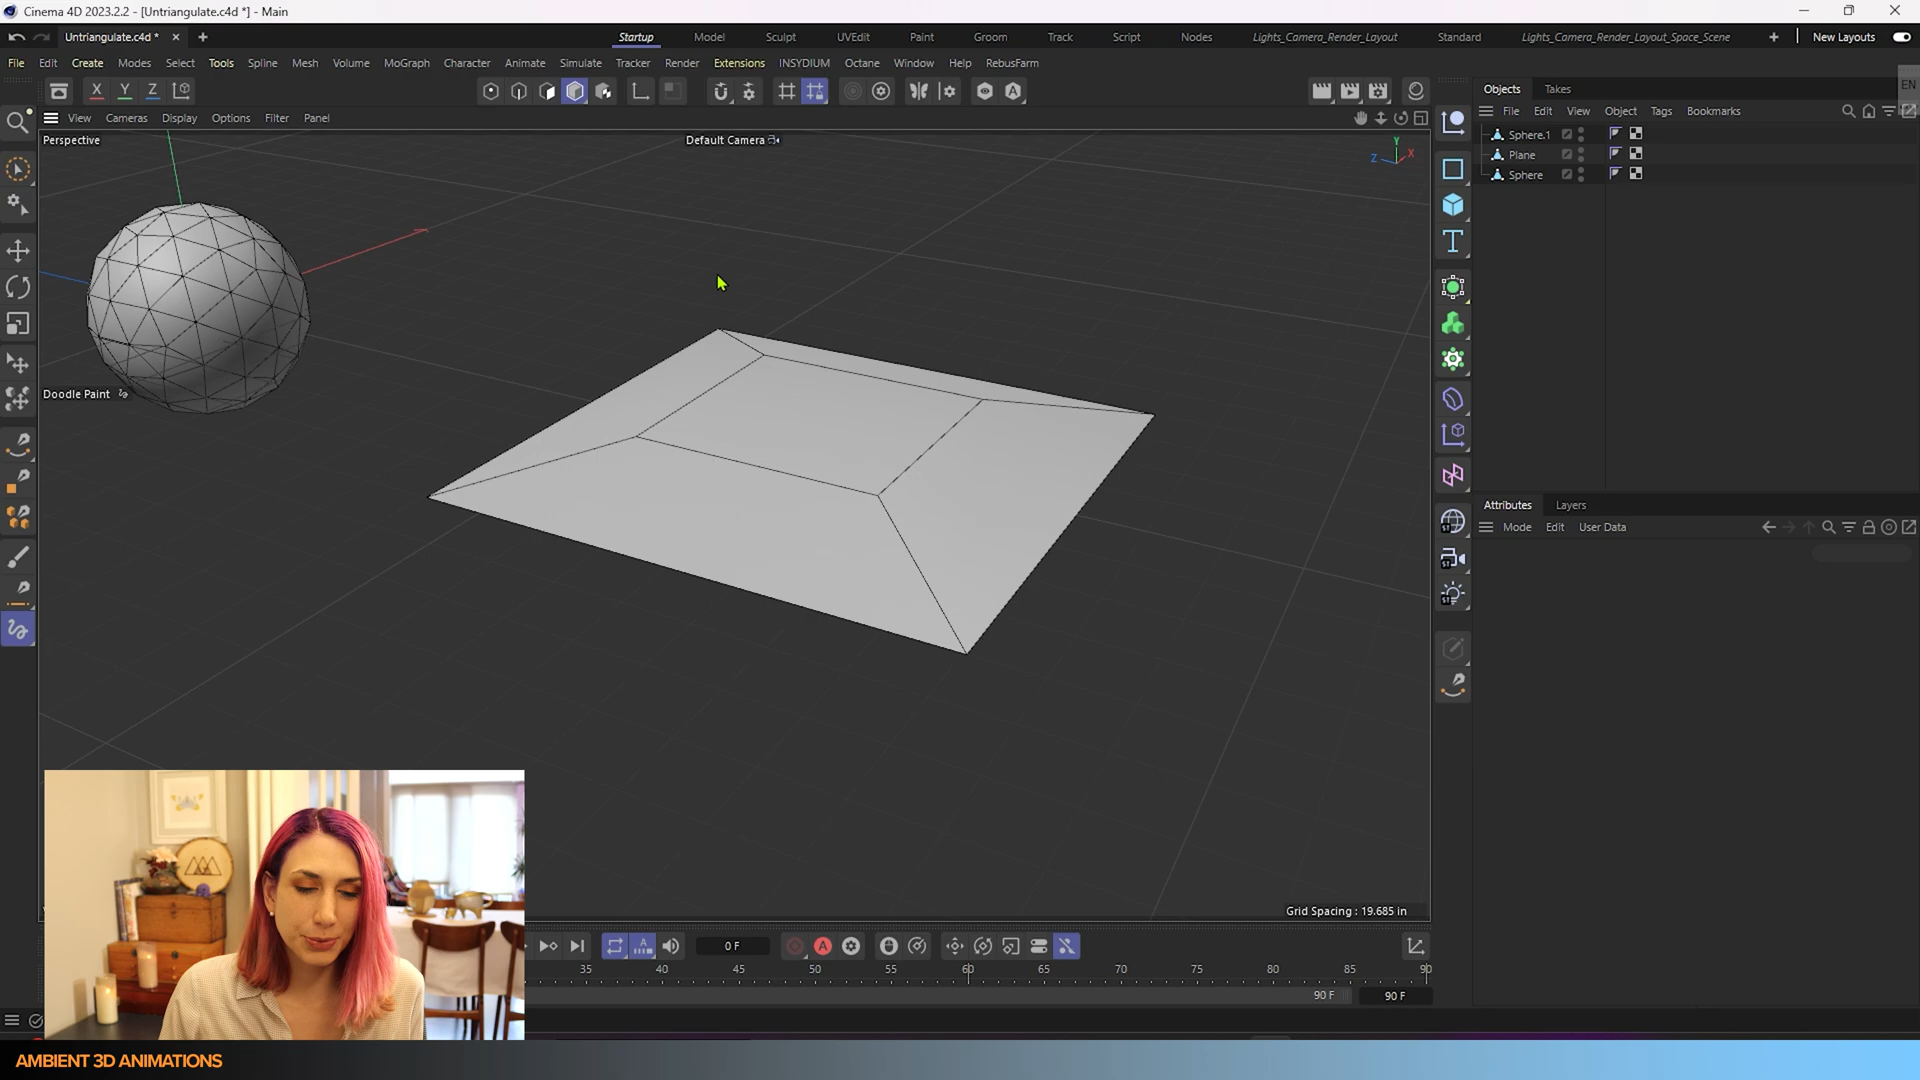 Cinema 4D 2023.2.2 - [Untriangulate.c4d *] - Main
Untriangulate.c4d *
Startup Model Sculpt UVEdit Paint Groom Track Script Nodes Lights_Camera_Render_Layout Standard Lights_Camera_Render_Layout_Space_Scene New Layouts
File Edit Create Modes Select Tools Spline Mesh Volume MoGraph Character Animate Simulate Tracker Render Extensions INSYDIUM Octane Window Help RebusFarm
EN
X Y Z
Objects Takes
View Cameras Display Options Filter Panel
File Edit View Object Tags Bookmarks
Perspective
Default Camera
Y
Z X
Sphere.1
Plane
Sphere
Doodle Paint
Attributes Layers
Mode Edit User Data
Grid Spacing : 19.685 in
0 F
35 40 45 50 55 60 65 70 75 80 85 90
90 F
90 F
AMBIENT 3D ANIMATIONS